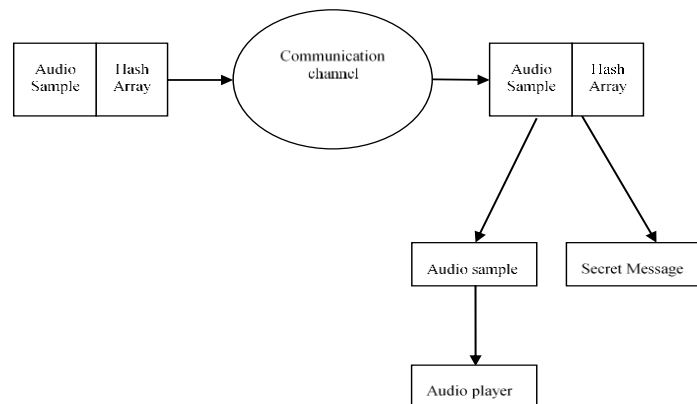 Audio
Sample
Hash
Array
Communication
channel
Audio
Sample
Hash
Array
Audio sample
Secret Message
Audio player